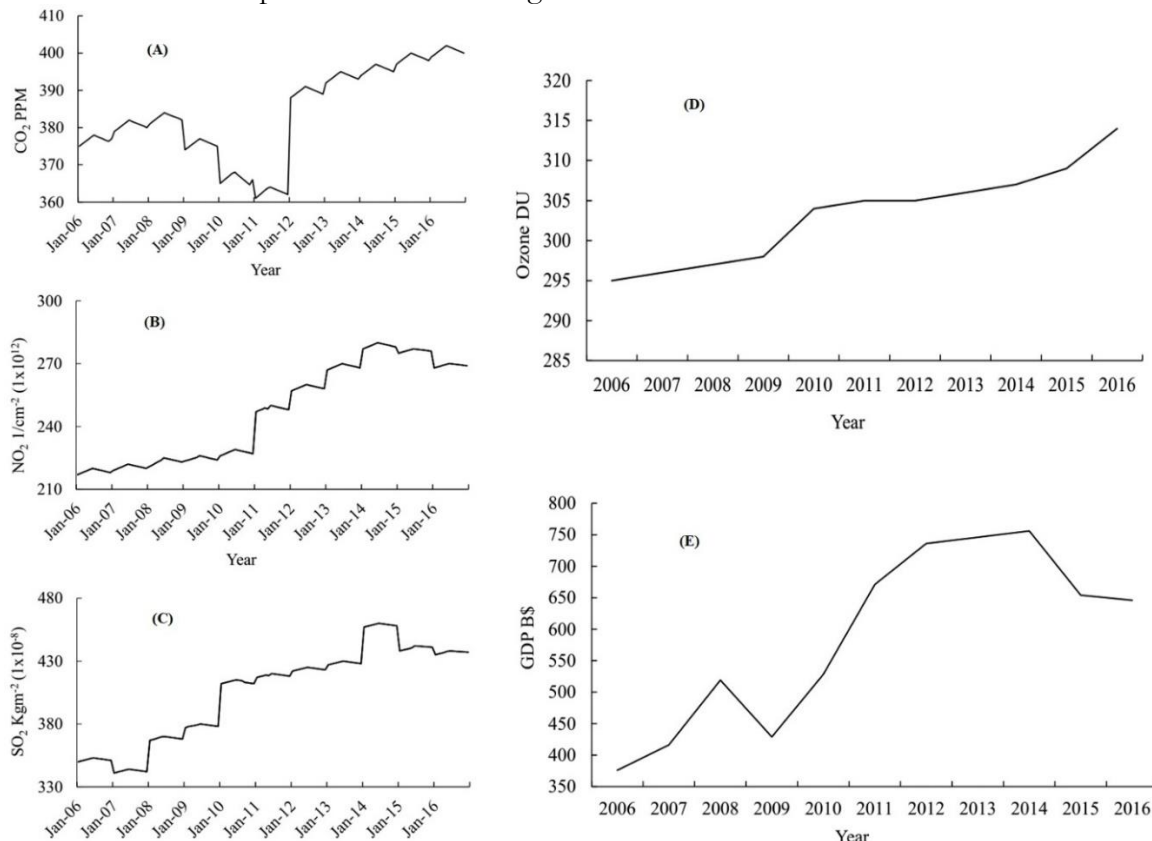 (A)
CO₂ PPM
410
400
390
380
370
360
Jan-06
Jan-07
Jan-08
Jan-09
Jan-10
Jan-11
Jan-12
Jan-13
Jan-14
Jan-15
Jan-16
Year
(B)
NO₂ 1/cm⁻² (1x10¹²)
300
270
240
210
Jan-06
Jan-07
Jan-08
Jan-09
Jan-10
Jan-11
Jan-12
Jan-13
Jan-14
Jan-15
Jan-16
Year
(C)
SO₂ Kgm⁻² (1x10⁻⁸)
480
430
380
330
Jan-06
Jan-07
Jan-08
Jan-09
Jan-10
Jan-11
Jan-12
Jan-13
Jan-14
Jan-15
Jan-16
(D)
Ozone DU
320
315
310
305
300
295
290
285
2006 2007 2008 2009 2010 2011 2012 2013 2014 2015 2016
Year
(E)
GDP B$
800
750
700
650
600
550
500
450
400
350
2006 2007 2008 2009 2010 2011 2012 2013 2014 2015 2016
Year